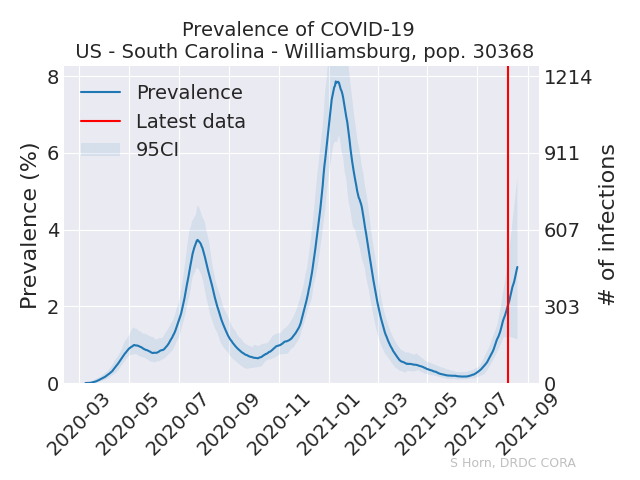 Prevalence of COVID-19
US - South Carolina - Williamsburg, pop. 30368
Prevalence
Latest data
95CI
Prevalence (%)
8
6
4
2
0
1214
911
607
303
0
# of infections
2020-03
2020-05
2020-07
2020-09
2020-11
2021-01
2021-03
2021-05
2021-07
2021-09
S Horn, DRDC CORA